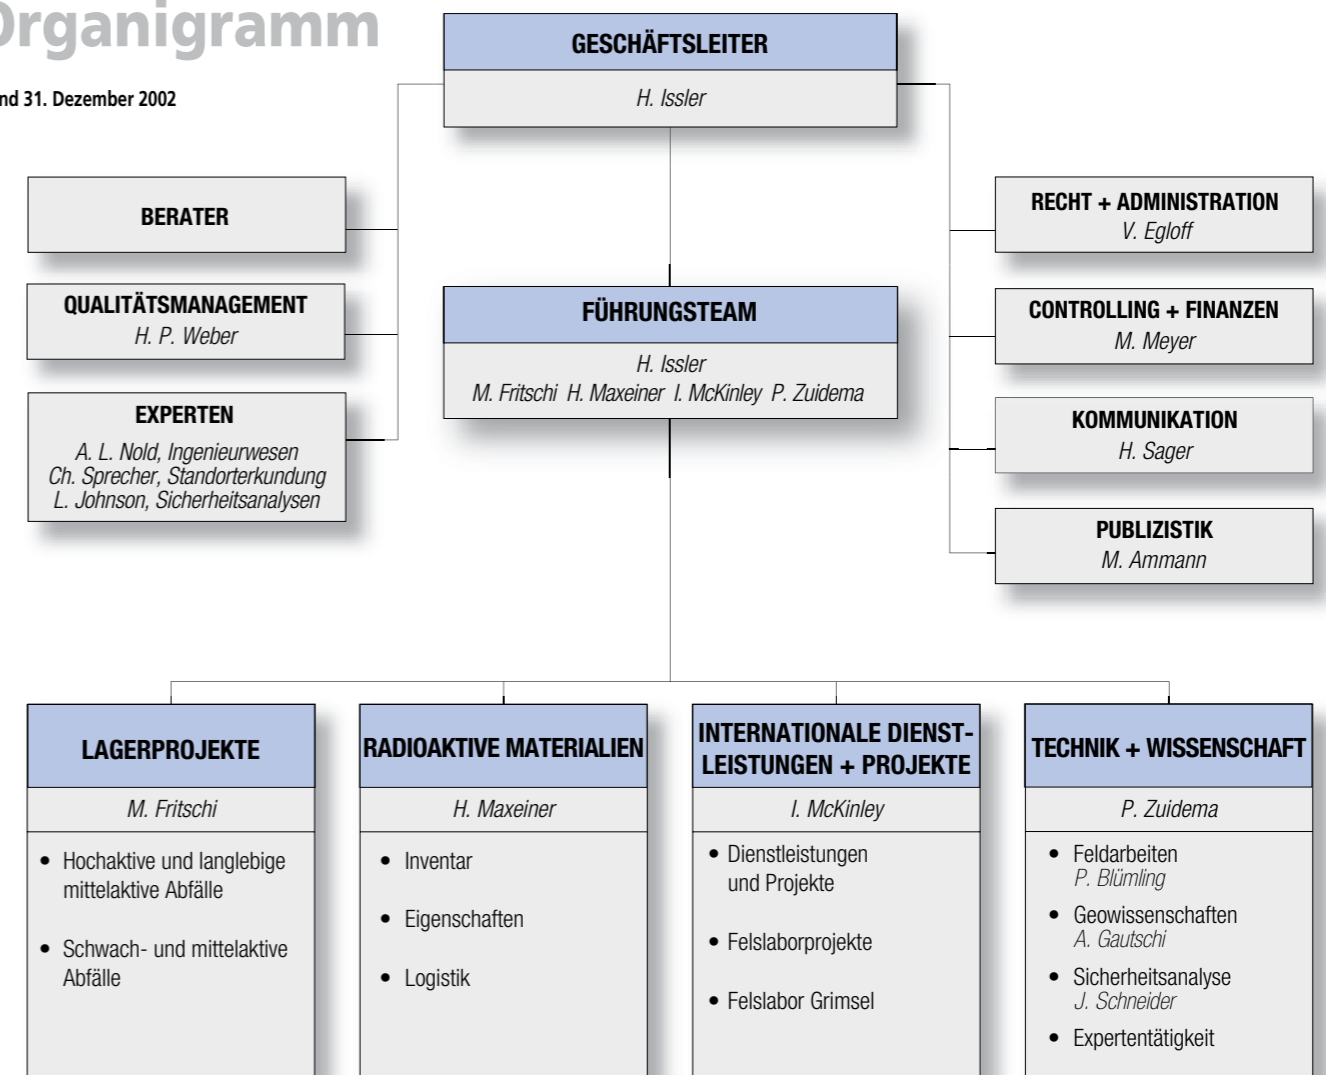 Organigramm
nd 31. Dezember 2002
GESCHÄFTSLEITER
H. Issler
BERATER
QUALITÄTSMANAGEMENT
H. P. Weber
EXPERTEN
A. L. Nold, Ingenieurwesen
Ch. Sprecher, Standorterkundung
L. Johnson, Sicherheitsanalysen
FÜHRUNGSTEAM
H. Issler
M. Fritschi H. Maxeiner I. McKinley P. Zuidema
RECHT + ADMINISTRATION
V. Egloff
CONTROLLING + FINANZEN
M. Meyer
KOMMUNIKATION
H. Sager
PUBLIZISTIK
M. Ammann
LAGERPROJEKTE
M. Fritschi
• Hochaktive und langlebige
mittelaktive Abfälle
• Schwach- und mittelaktive
Abfälle
RADIOAKTIVE MATERIALIEN
H. Maxeiner
• Inventar
• Eigenschaften
• Logistik
INTERNATIONALE DIENST-
LEISTUNGEN + PROJEKTE
I. McKinley
• Dienstleistungen
und Projekte
• Felslaborprojekte
• Felslabor Grimsel
TECHNIK + WISSENSCHAFT
P. Zuidema
• Feldarbeiten
P. Blümling
• Geowissenschaften
A. Gautschi
• Sicherheitsanalyse
J. Schneider
• Expertentätigkeit